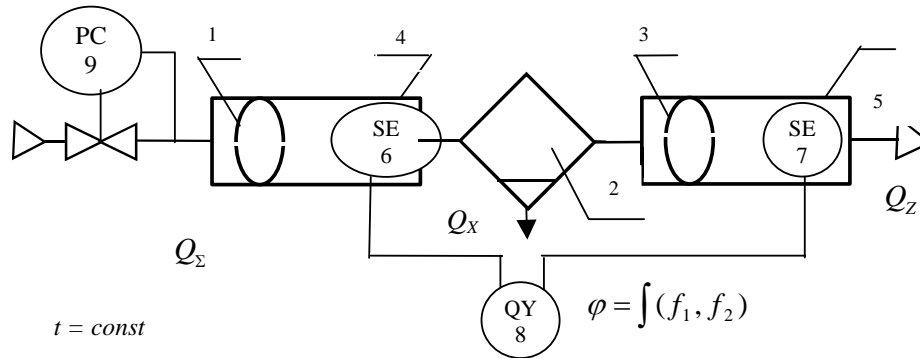 PC
9
1
4
3
SE
6
SE
7
5
2
Q_Z
Q_X
Q_Σ
QY
8
φ = ∫(f₁, f₂)
t = const